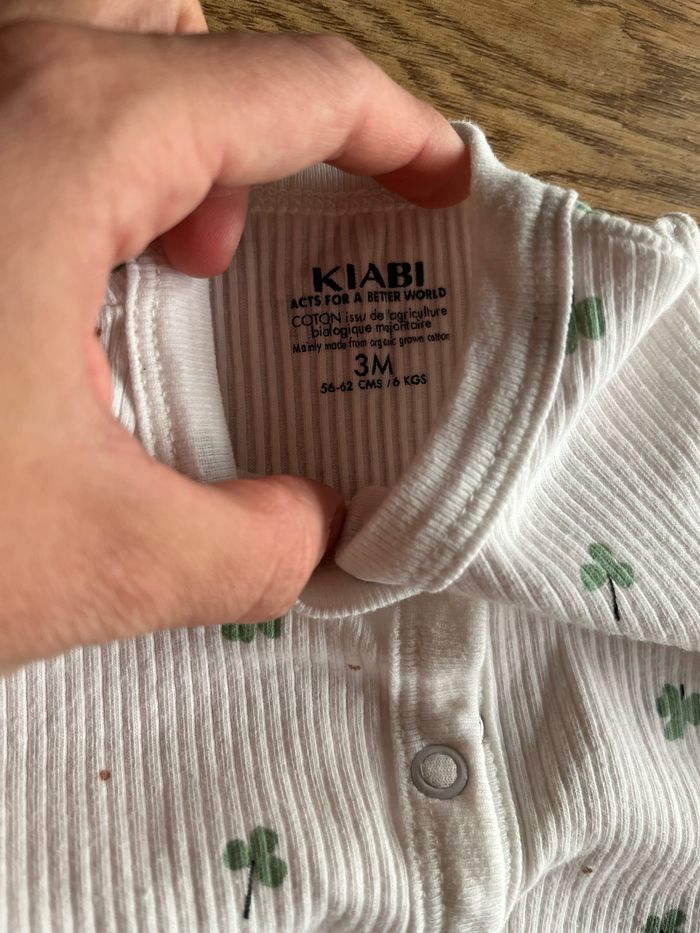 KIABI
ACTS FOR A BETTER WORLD
COTON issu de l'agriculture
biologique majoritaire
Mainly made from organic grown cotton
3M
56-62 CMS / 6 KGS